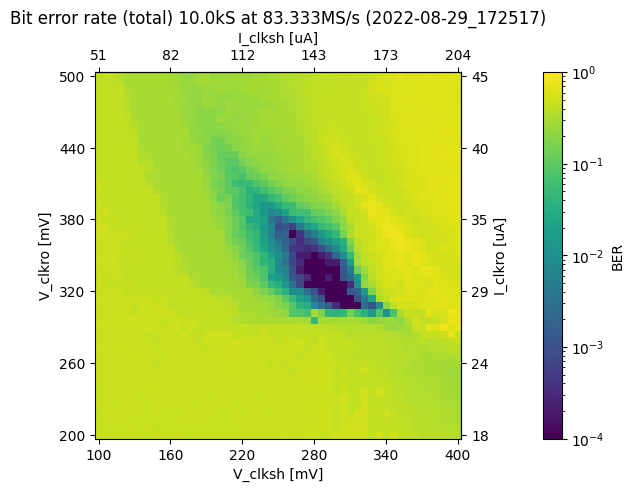 Bit error rate (total) 10.0kS at 83.333MS/s (2022-08-29_172517)
I_clksh [uA]
51 82 112 143 173 204
500 45
440 40
380 35
320 29
260 24
200 18
V_clkro [mV]
I_clkro [uA]
100 160 220 280 340 400
V_clksh [mV]
10^0
10^-1
10^-2
10^-3
10^-4
BER